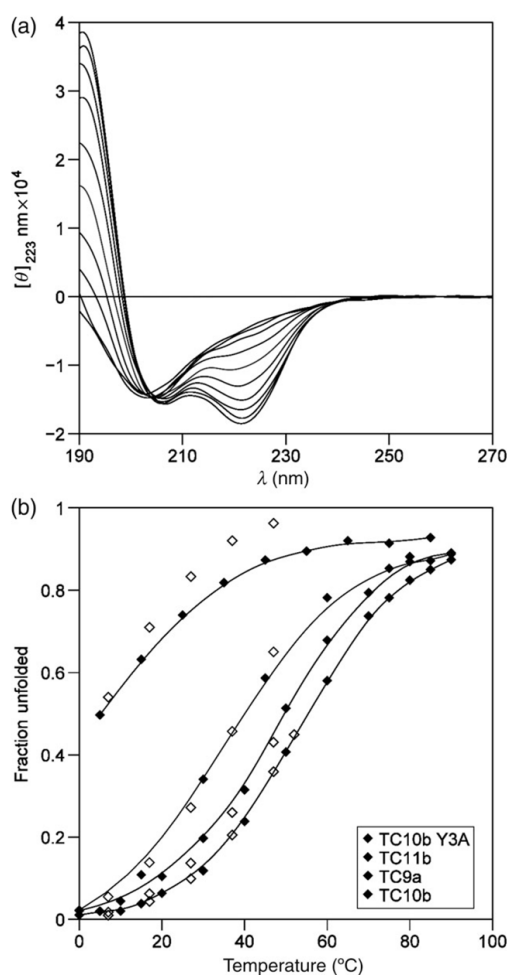 (a)
4
3
2
1
0
−1
−2
[θ]₂₂₃ nm×10⁴
190 210 230 250 270
λ (nm)
(b)
1
0.8
0.6
0.4
0.2
0
Fraction unfolded
TC10b Y3A
TC11b
TC9a
TC10b
0 20 40 60 80 100
Temperature (°C)